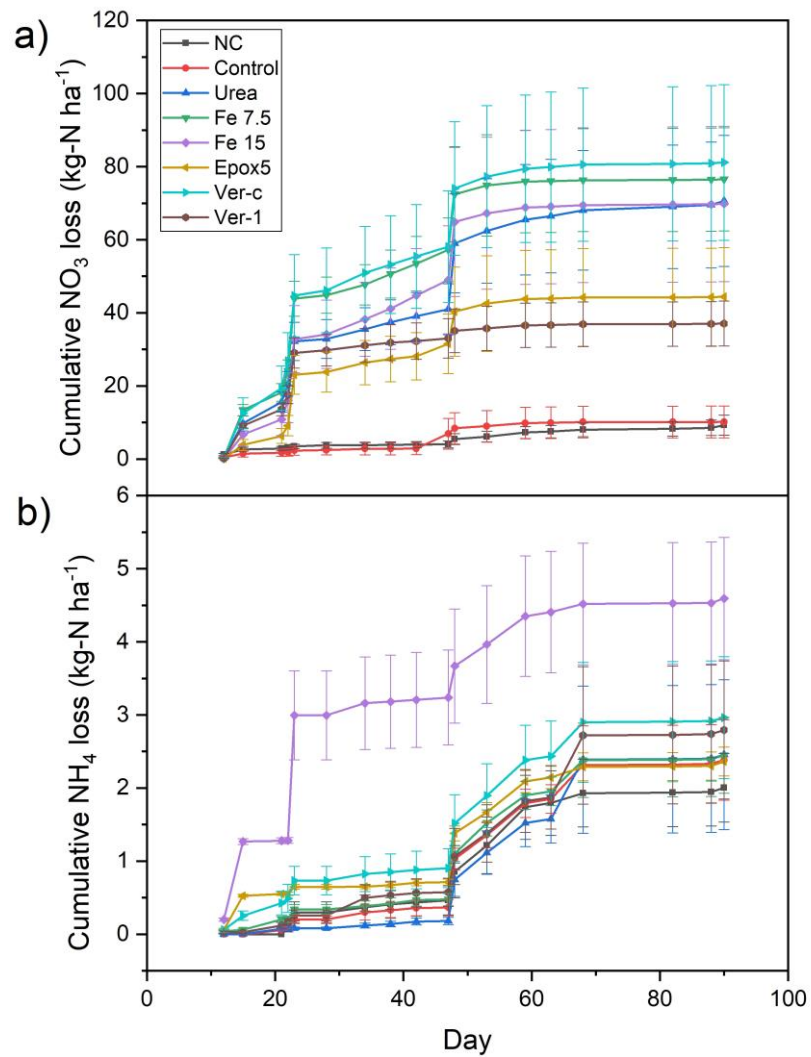 a)
120
100
80
60
40
20
0
Cumulative NO3 loss (kg-N ha-1)
NC
Control
Urea
Fe 7.5
Fe 15
Epox5
Ver-c
Ver-1
b)
6
5
4
3
2
1
0
Cumulative NH4 loss (kg-N ha-1)
0 20 40 60 80 100
Day